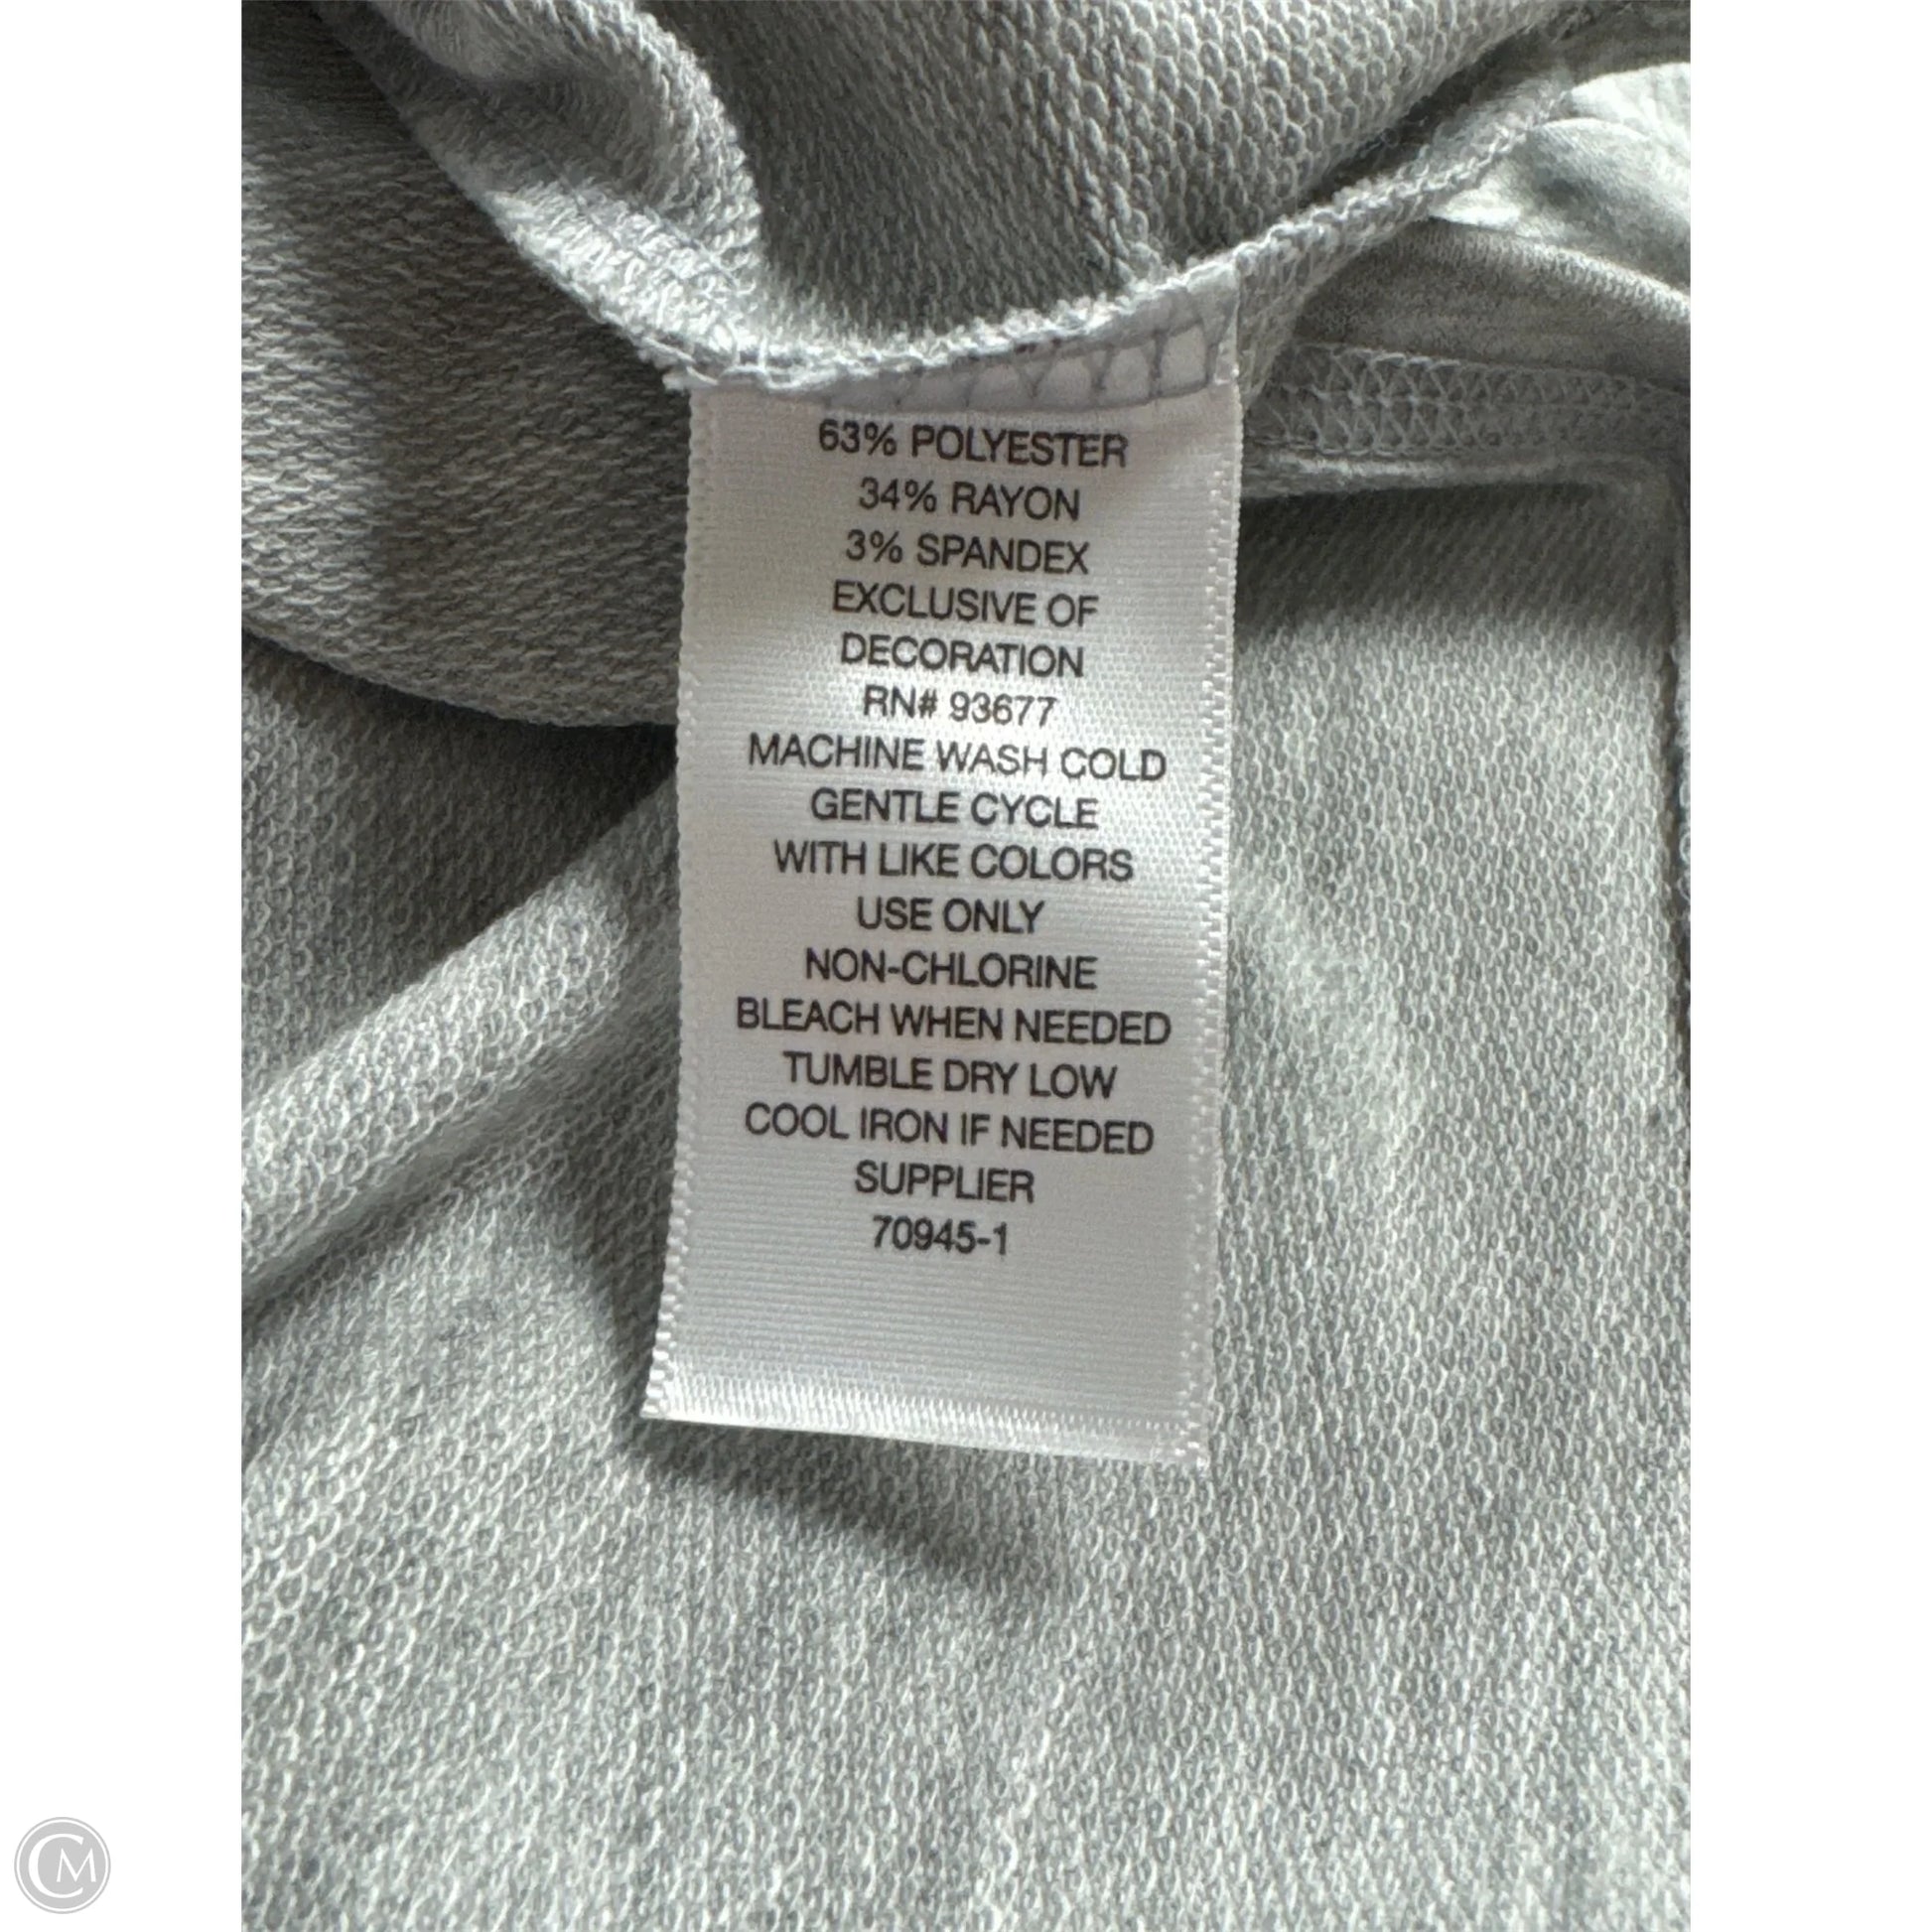 63% POLYESTER
34% RAYON
3% SPANDEX
EXCLUSIVE OF
DECORATION
RN# 93677
MACHINE WASH COLD
GENTLE CYCLE
WITH LIKE COLORS
USE ONLY
NON-CHLORINE
BLEACH WHEN NEEDED
TUMBLE DRY LOW
COOL IRON IF NEEDED
SUPPLIER
70945-1
CM